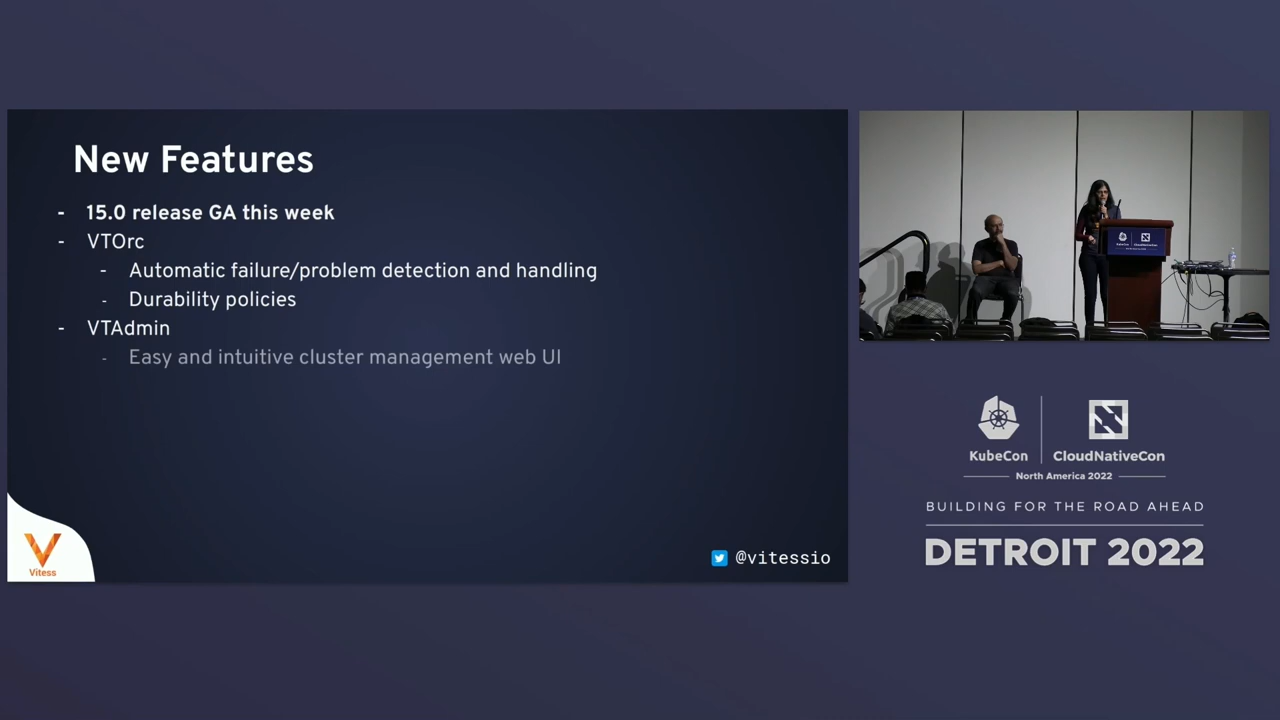 New Features
- 15.0 release GA this week
- VTOrc
- Automatic failure/problem detection and handling
- Durability policies
- VTAdmin
- Easy and intuitive cluster management web UI
Vitess
@vitessio
KubeCon
CloudNativeCon
North America 2022
BUILDING FOR THE ROAD AHEAD
DETROIT 2022